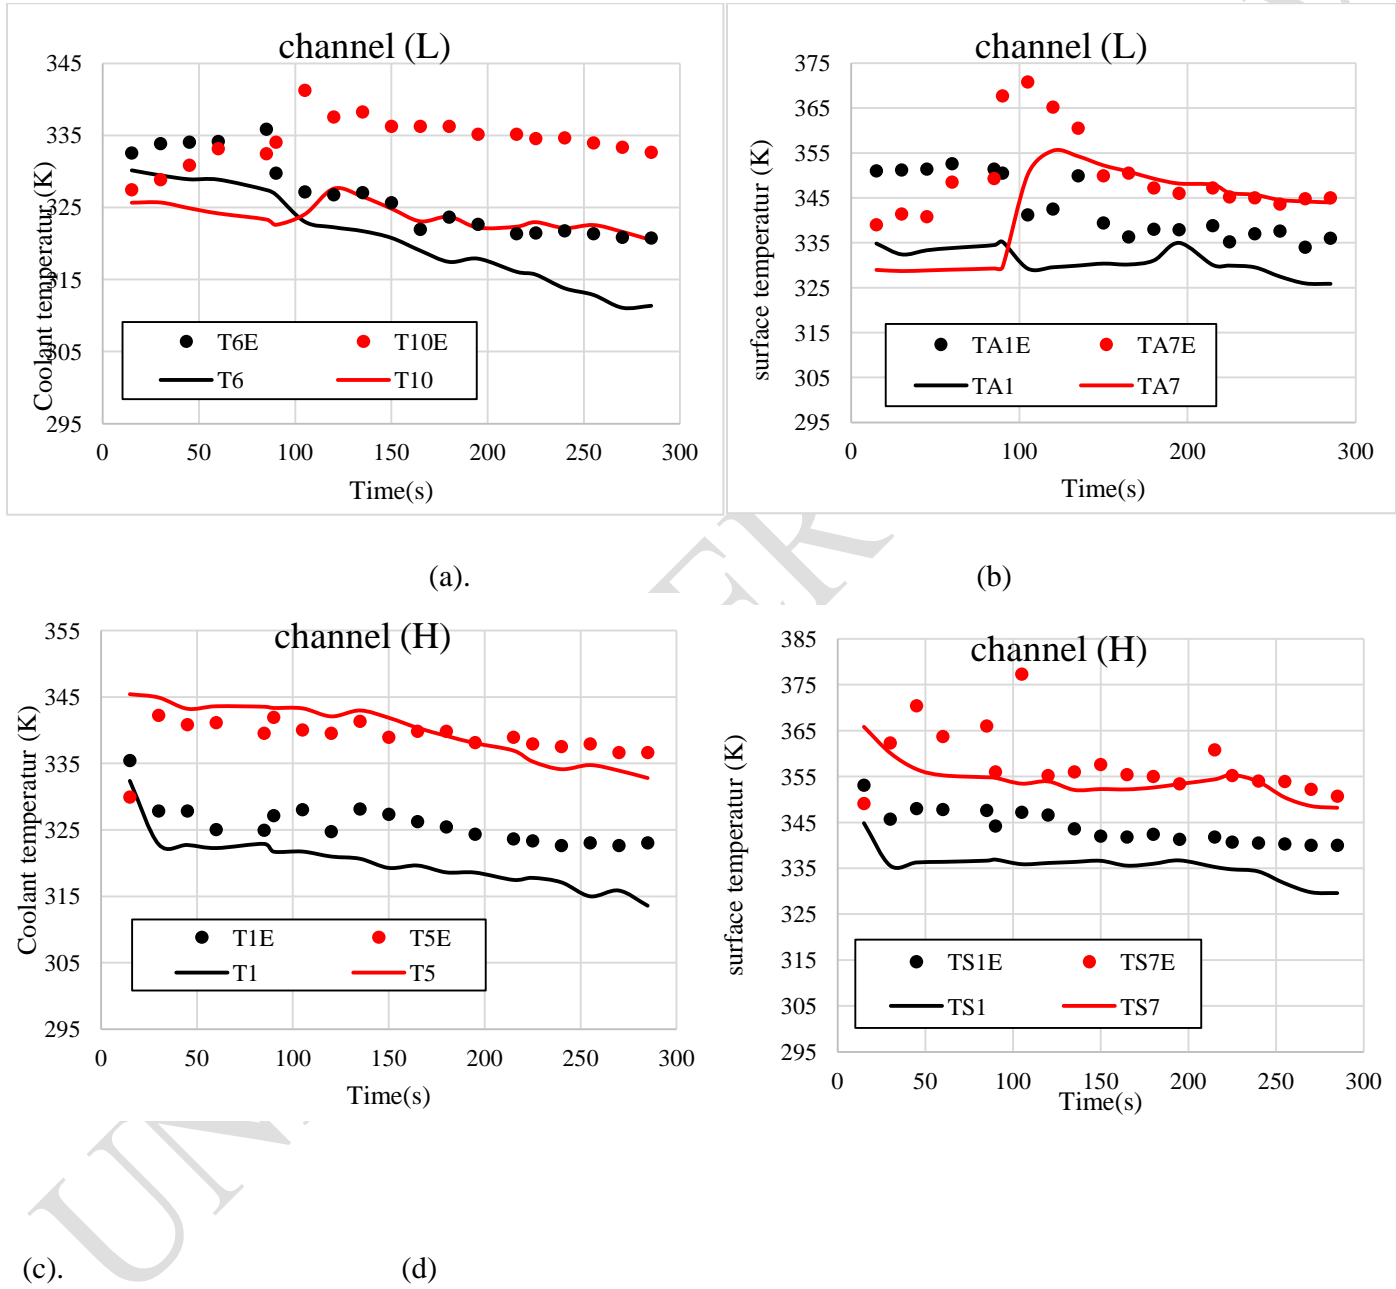 channel (L)
Coolant temperatur (K)
345
335
325
315
305
295
0 50 100 150 200 250 300
Time(s)
T6E T10E
T6 T10
channel (L)
surface temperatur (K)
375
365
355
345
335
325
315
305
295
0 100 200 300
Time(s)
TA1E TA7E
TA1 TA7
(a). (b)
channel (H)
Coolant temperatur (K)
355
345
335
325
315
305
295
0 50 100 150 200 250 300
Time(s)
T1E T5E
T1 T5
channel (H)
surface temperatur (K)
385
375
365
355
345
335
325
315
305
295
0 50 100 150 200 250 300
Time(s)
TS1E TS7E
TS1 TS7
(c). (d)